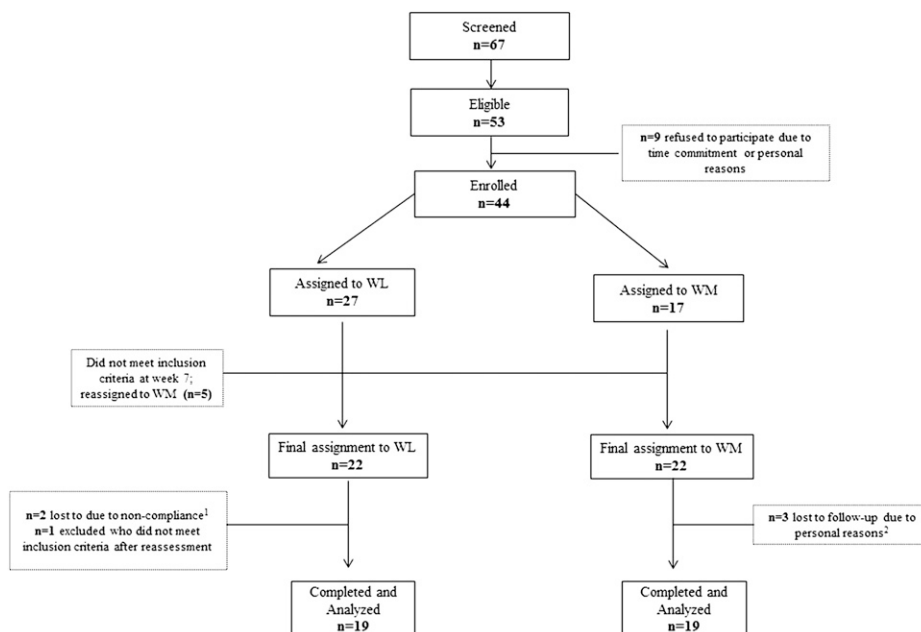 Screened
n=67
Eligible
n=53
n=9 refused to participate due to
time commitment or personal
reasons
Enrolled
n=44
Assigned to WL
n=27
Assigned to WM
n=17
Did not meet inclusion
criteria at week 7;
reassigned to WM (n=5)
Final assignment to WL
n=22
Final assignment to WM
n=22
n=2 lost to due to non-compliance¹
n=1 excluded who did not meet
inclusion criteria after reassessment
n=3 lost to follow-up due to
personal reasons²
Completed and
Analyzed
n=19
Completed and
Analyzed
n=19